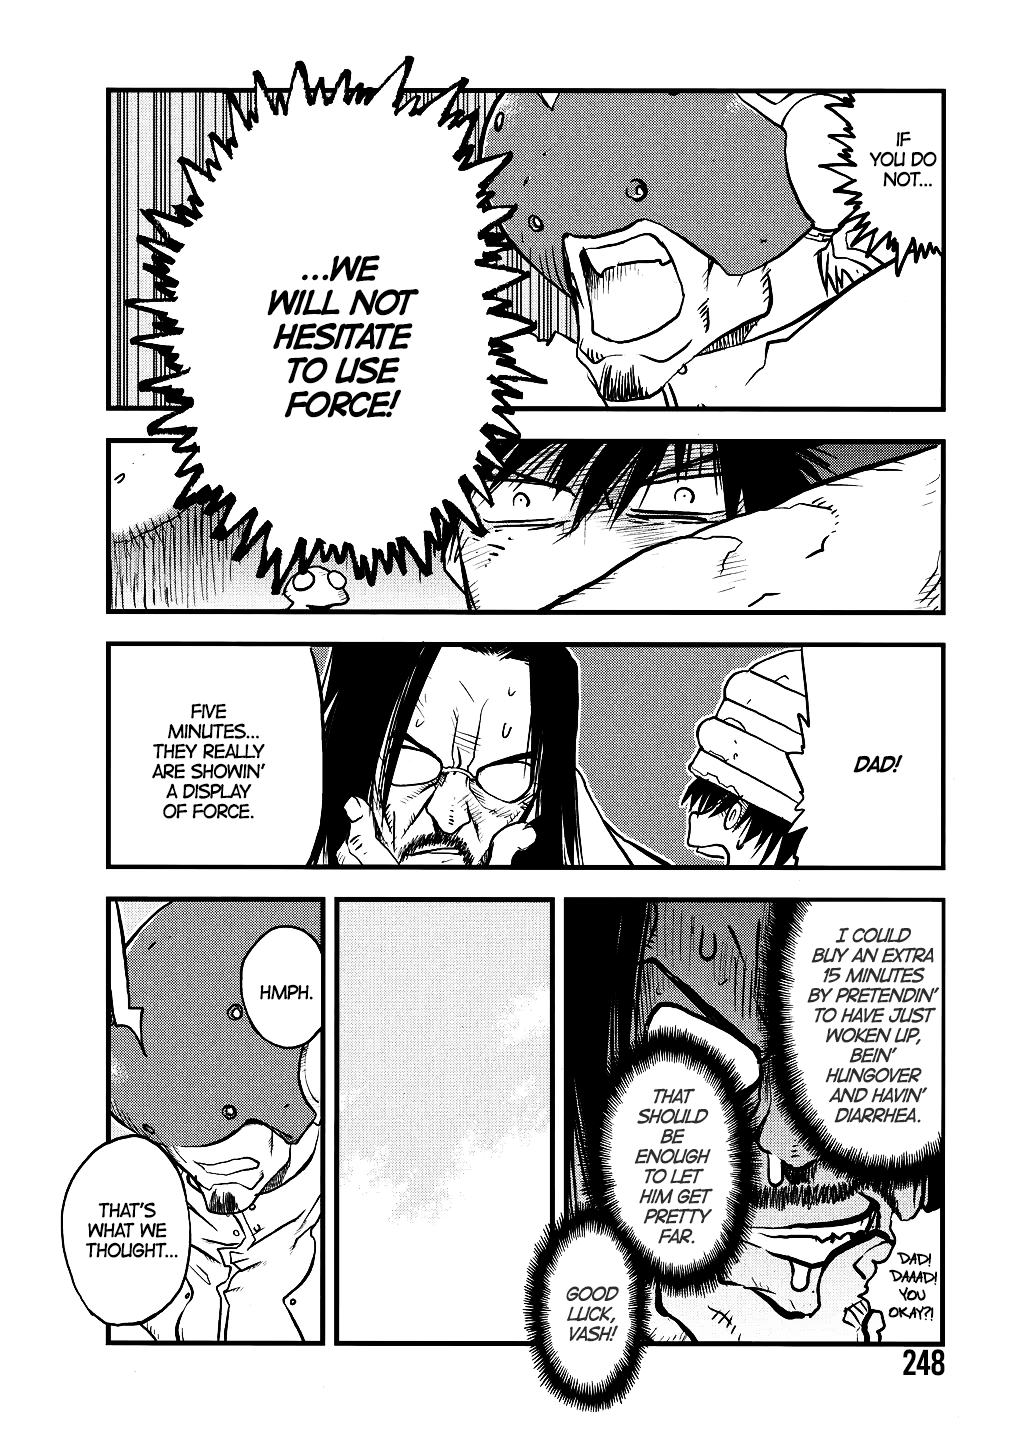 IF
YOU DO
NOT...
...WE
WILL NOT
HESITATE
TO USE
FORCE!
DAD!
FIVE
MINUTES...
THEY REALLY
ARE SHOWIN'
A DISPLAY
OF FORCE.
I COULD
BUY AN EXTRA
15 MINUTES
BY PRETENDIN'
TO HAVE JUST
WOKEN UP,
BEIN'
HUNGOVER
AND HAVIN'
DIARRHEA.
THAT
SHOULD
BE
ENOUGH
TO LET
HIM GET
PRETTY
FAR.
DAD!
DAAAD!
YOU
OKAY?!
GOOD
LUCK,
VASH!
HMPH.
THAT'S
WHAT WE
THOUGHT...
248